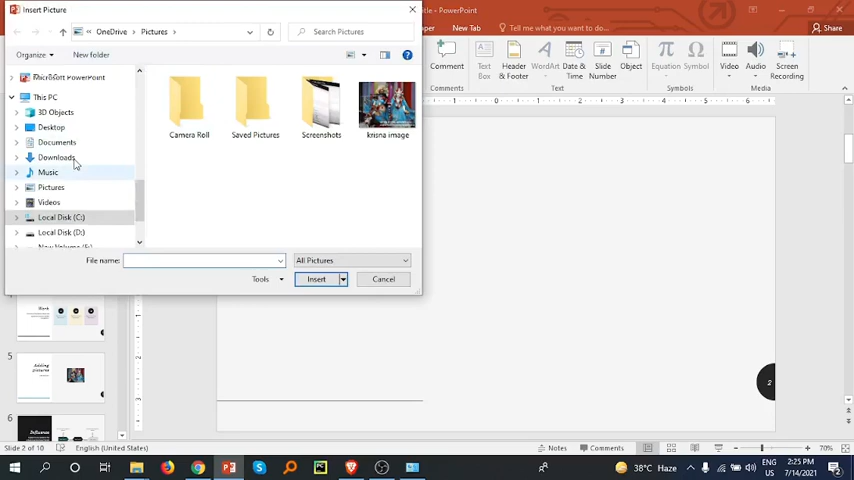 Insert Picture
Title - PowerPoint
OneDrive
Pictures
Search Pictures
Organize
New folder
Microsoft PowerPoint
This PC
3D Objects
Desktop
Documents
Downloads
Music
Pictures
Videos
Local Disk (C:)
Local Disk (D:)
Camera Roll
Saved Pictures
Screenshots
krisna image
File name:
All Pictures
Tools
Insert
Cancel
New Tab
Tell me what you want to do...
Share
Comment
Text Box
Header & Footer
WordArt
Date & Time
Slide Number
Object
Equation
Symbol
Video
Audio
Screen Recording
Comments
Text
Symbols
Media
2
Work
5
Adding pictures
6
Slide 2 of 10
English (United States)
Notes
Comments
70%
38°C Haze
ENG
US
2:25 PM
7/14/2021
2